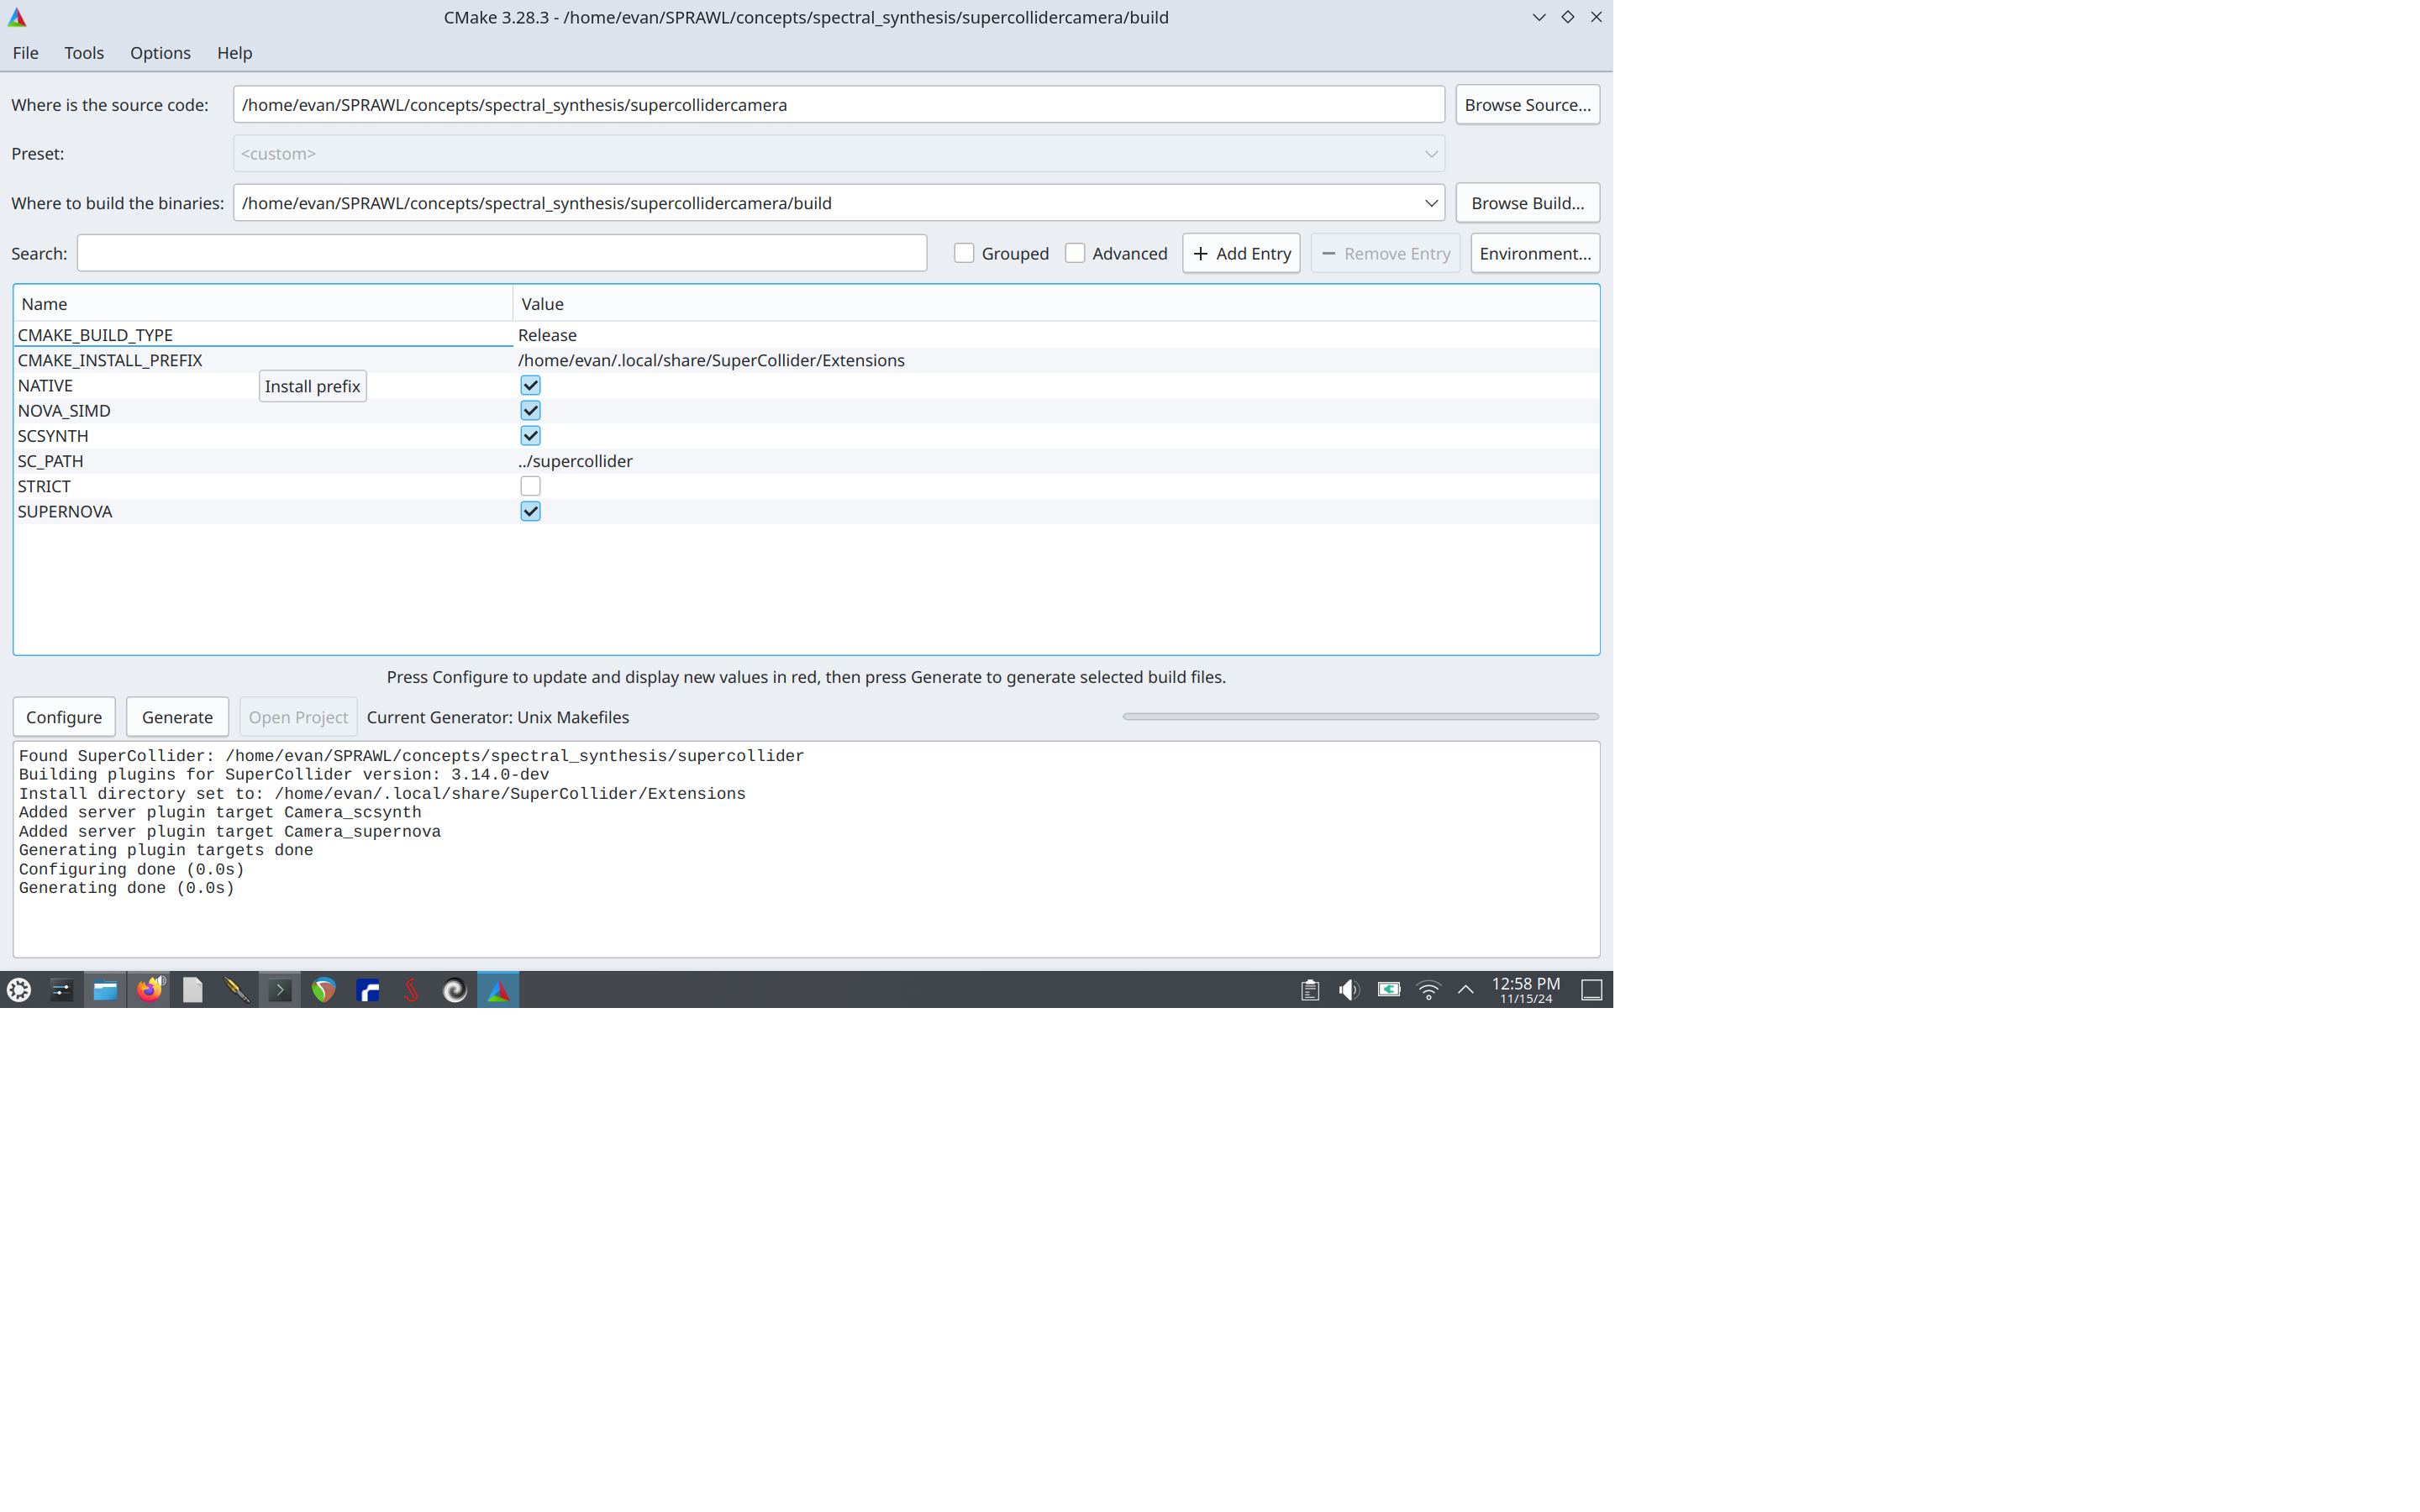 CMake 3.28.3 - /home/evan/SPRAWL/concepts/spectral_synthesis/supercollidercamera/build
File Tools Options Help
Where is the source code: /home/evan/SPRAWL/concepts/spectral_synthesis/supercollidercamera Browse Source...
Preset: <custom>
Where to build the binaries: /home/evan/SPRAWL/concepts/spectral_synthesis/supercollidercamera/build Browse Build...
Search: Grouped Advanced Add Entry Remove Entry Environment...
Name Value
CMAKE_BUILD_TYPE Release
CMAKE_INSTALL_PREFIX /home/evan/.local/share/SuperCollider/Extensions
NATIVE Install prefix
NOVA_SIMD
SCSYNTH
SC_PATH ../supercollider
STRICT
SUPERNOVA
Press Configure to update and display new values in red, then press Generate to generate selected build files.
Configure Generate Open Project Current Generator: Unix Makefiles
Found SuperCollider: /home/evan/SPRAWL/concepts/spectral_synthesis/supercollider
Building plugins for SuperCollider version: 3.14.0-dev
Install directory set to: /home/evan/.local/share/SuperCollider/Extensions
Added server plugin target Camera_scsynth
Added server plugin target Camera_supernova
Generating plugin targets done
Configuring done (0.0s)
Generating done (0.0s)
12:58 PM
11/15/24